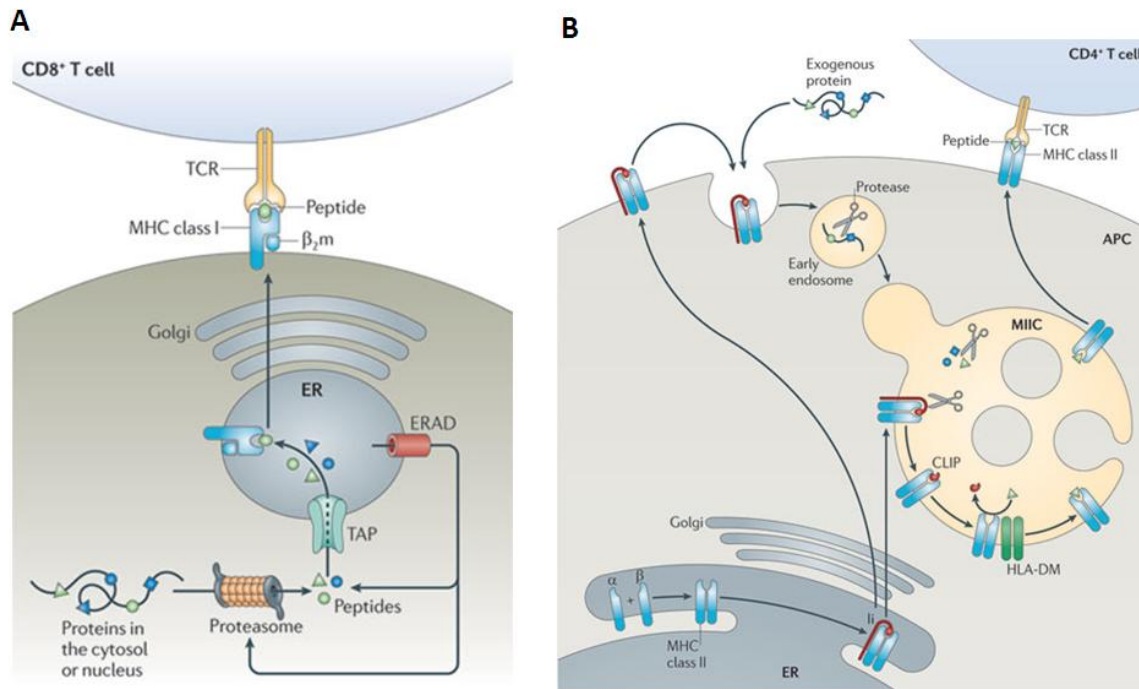 A
CD8⁺ T cell
TCR
Peptide
MHC class I
β₂m
Golgi
ER
ERAD
TAP
Peptides
Proteasome
Proteins in
the cytosol
or nucleus
B
CD4⁺ T cell
Exogenous
protein
TCR
Peptide
MHC class II
Protease
APC
Early
endosome
MIIC
CLIP
Golgi
HLA-DM
α
+
β
Ii
MHC
class II
ER